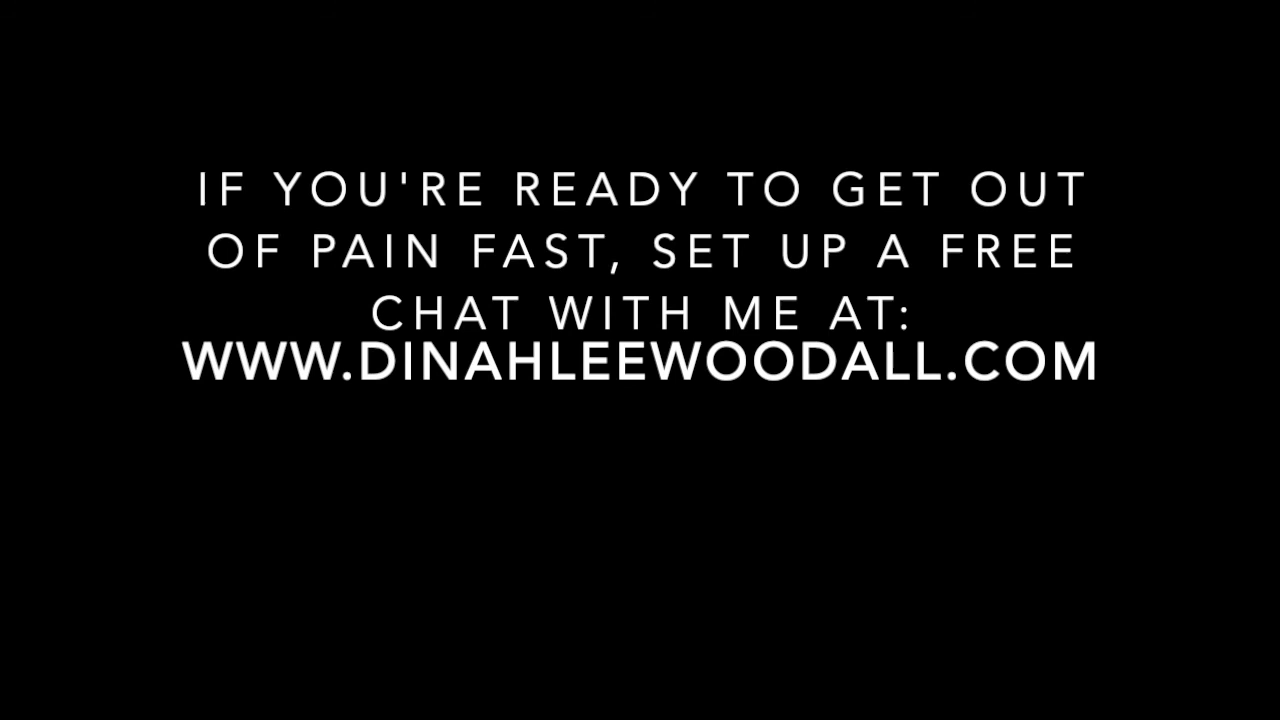 IF YOU'RE READY TO GET OUT
OF PAIN FAST, SET UP A FREE
CHAT WITH ME AT:
WWW.DINAHLEEWOODALL.COM